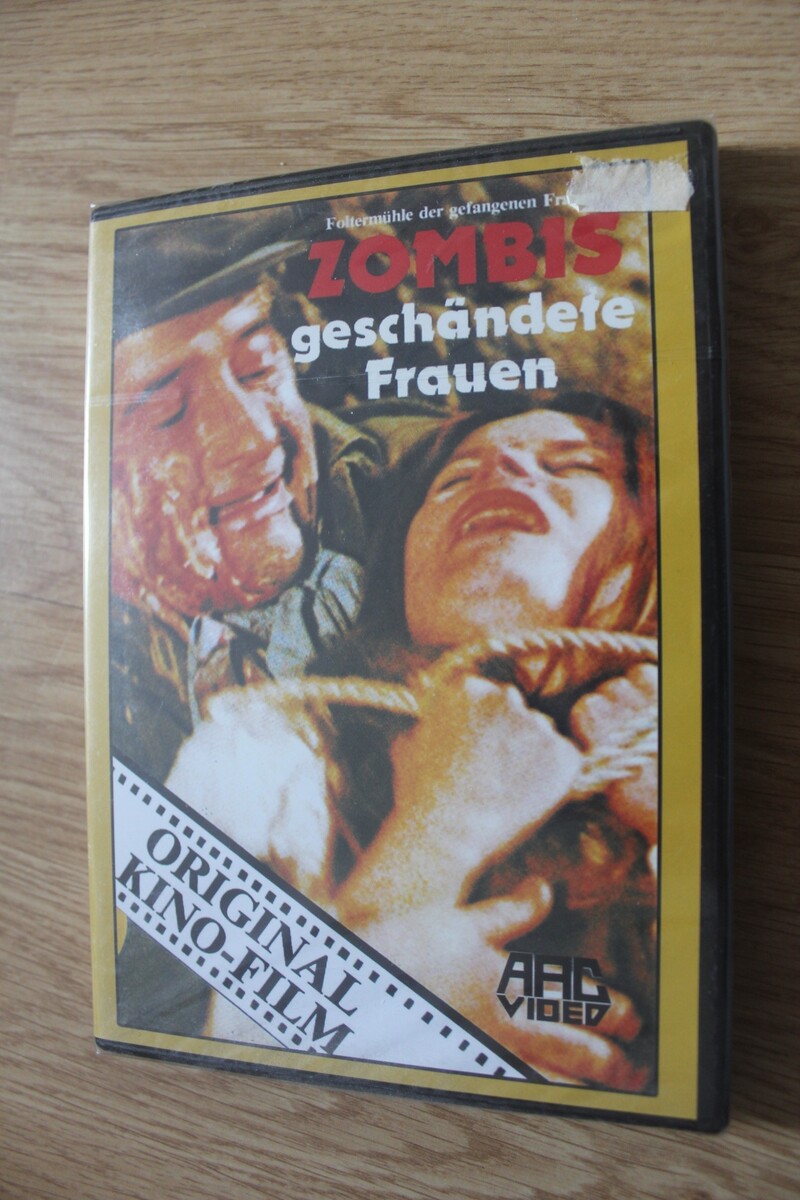 Foltermühle der gefangenen
ZOMBIS
geschändete
Frauen
ORIGINAL
KINO-FILM
AAC
VIDEO